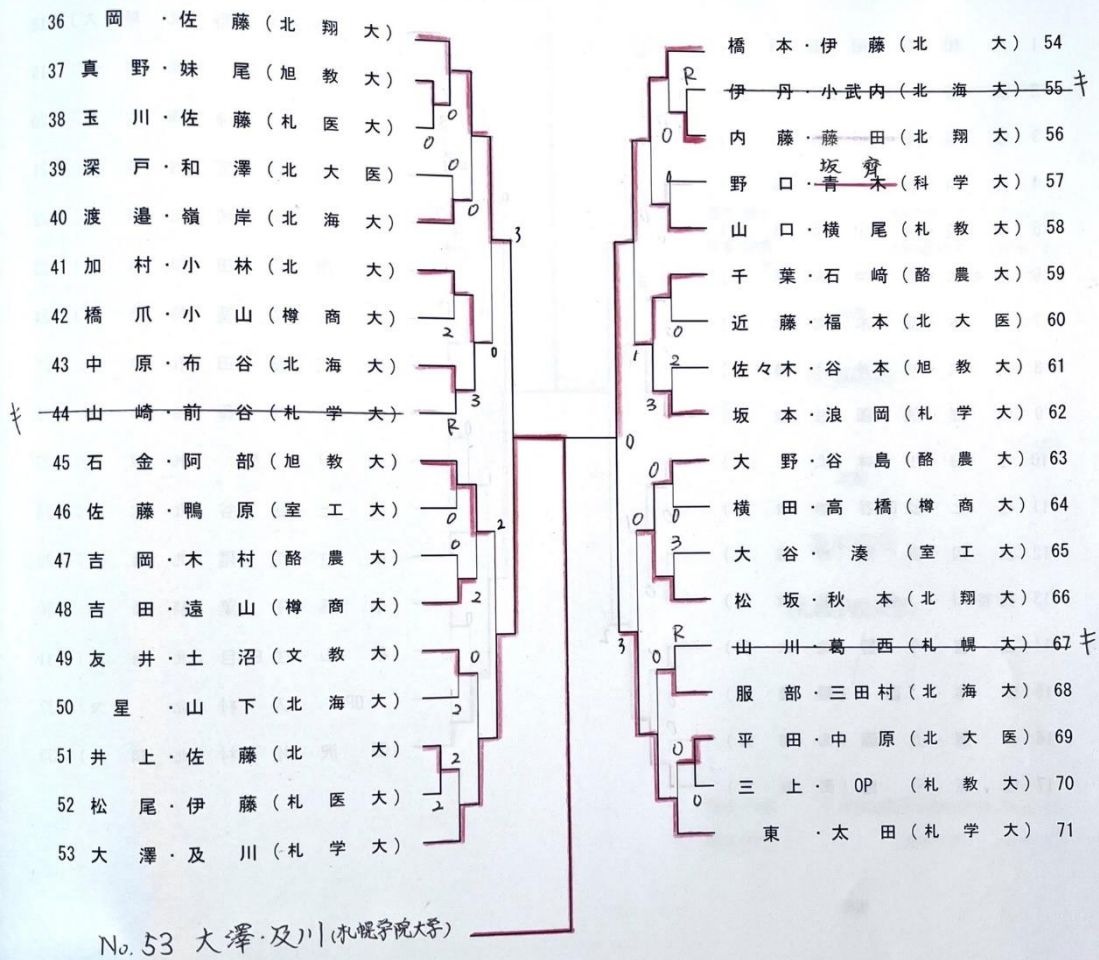 36 岡・佐藤（北翔大）
37 真野・妹尾（旭教大）
38 玉川・佐藤（札医大）
39 深戸・和澤（北大医）
40 渡邉・嶺岸（北海大）
41 加村・小林（北大）
42 橋爪・小山（樽商大）
43 中原・布谷（北海大）
キ 44 山崎・前谷（札学大）
45 石金・阿部（旭教大）
46 佐藤・鴨原（室工大）
47 吉岡・木村（酪農大）
48 吉田・遠山（樽商大）
49 友井・土沼（文教大）
50 星・山下（北海大）
51 井上・佐藤（北大）
52 松尾・伊藤（札医大）
53 大澤・及川（札学大）
0
0
0
0
2
3
R
0
3
0
0
2
2
0
2
2
2
橋本・伊藤（北大）54
伊丹・小武内（北海大）55 キ
内藤・藤田（北翔大）56
坂齊
野口・青木（科学大）57
山口・横尾（札教大）58
千葉・石﨑（酪農大）59
近藤・福本（北大医）60
佐々木・谷本（旭教大）61
坂本・浪岡（札学大）62
大野・谷島（酪農大）63
横田・高橋（樽商大）64
大谷・湊（室工大）65
松坂・秋本（北翔大）66
山川・葛西（札幌大）67 キ
服部・三田村（北海大）68
平田・中原（北大医）69
三上・OP（札教大）70
東・太田（札学大）71
R
0
0
1
2
3
0
0
0
0
3
R
3
0
0
0
No. 53 大澤・及川(札幌学院大学)